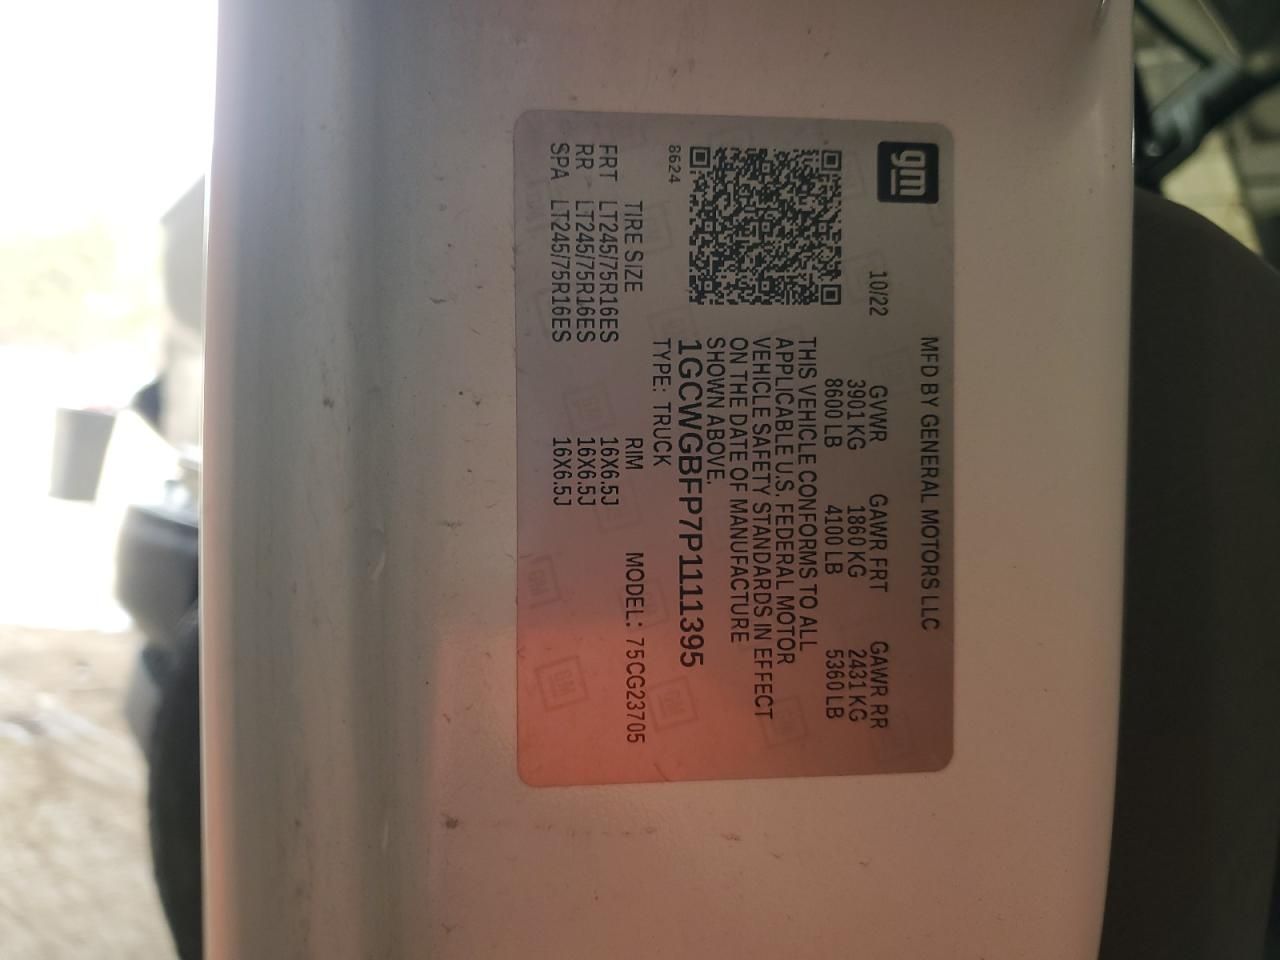 gm
MFD BY GENERAL MOTORS LLC
10/22 GVWR GAWR FRT GAWR RR
3901 KG 1860 KG 2431 KG
8600 LB 4100 LB 5360 LB
THIS VEHICLE CONFORMS TO ALL
APPLICABLE U.S. FEDERAL MOTOR
VEHICLE SAFETY STANDARDS IN EFFECT
ON THE DATE OF MANUFACTURE
SHOWN ABOVE.
1GCWGBFP7P1111395
8624
TYPE: TRUCK
TIRE SIZE RIM MODEL: 75CG23705
FRT LT245/75R16ES 16X6.5J
RR LT245/75R16ES 16X6.5J
SPA LT245/75R16ES 16X6.5J